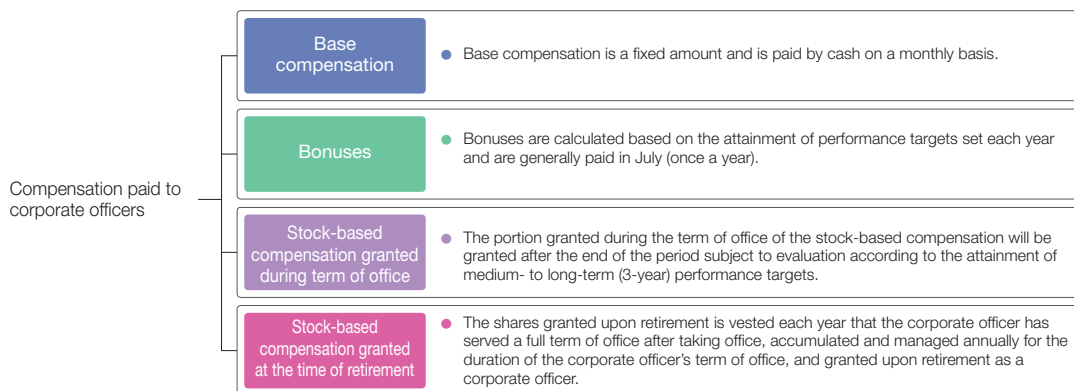 Compensation paid to
corporate officers
Base
compensation
Base compensation is a fixed amount and is paid by cash on a monthly basis.
Bonuses
Bonuses are calculated based on the attainment of performance targets set each year
and are generally paid in July (once a year).
Stock-based
compensation granted
during term of office
The portion granted during the term of office of the stock-based compensation will be
granted after the end of the period subject to evaluation according to the attainment of
medium- to long-term (3-year) performance targets.
Stock-based
compensation granted
at the time of retirement
The shares granted upon retirement is vested each year that the corporate officer has
served a full term of office after taking office, accumulated and managed annually for the
duration of the corporate officer’s term of office, and granted upon retirement as a
corporate officer.